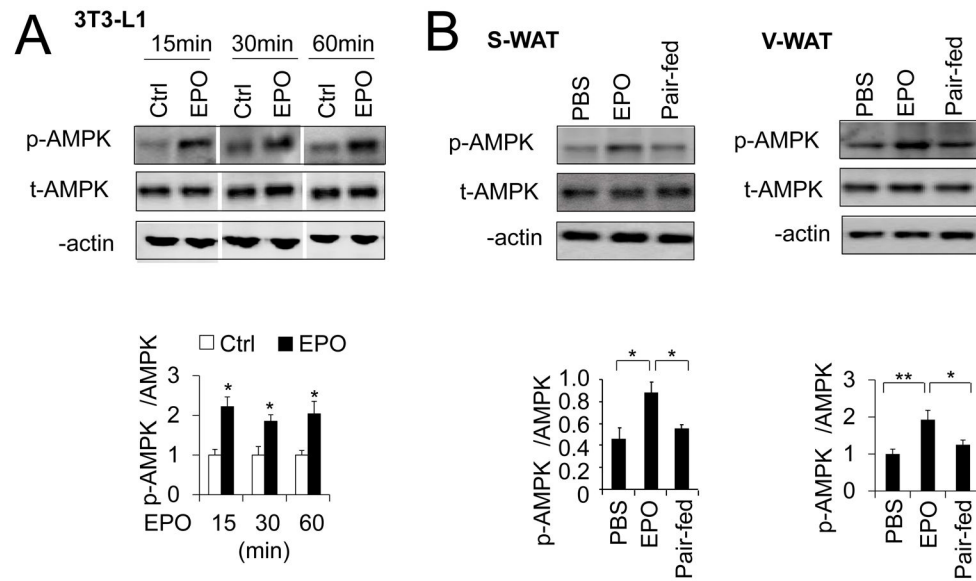 A
3T3-L1
15min 30min 60min
Ctrl EPO Ctrl EPO Ctrl EPO
p-AMPK
t-AMPK
-actin
Ctrl EPO
p-AMPK /AMPK
3
2
1
0
* * *
EPO 15 30 60
(min)
B
S-WAT
PBS EPO Pair-fed
p-AMPK
t-AMPK
-actin
p-AMPK /AMPK
1.0
0.8
0.6
0.4
0.2
0
* *
PBS EPO Pair-fed
V-WAT
PBS EPO Pair-fed
p-AMPK
t-AMPK
-actin
p-AMPK /AMPK
3
2
1
0
** *
PBS EPO Pair-fed